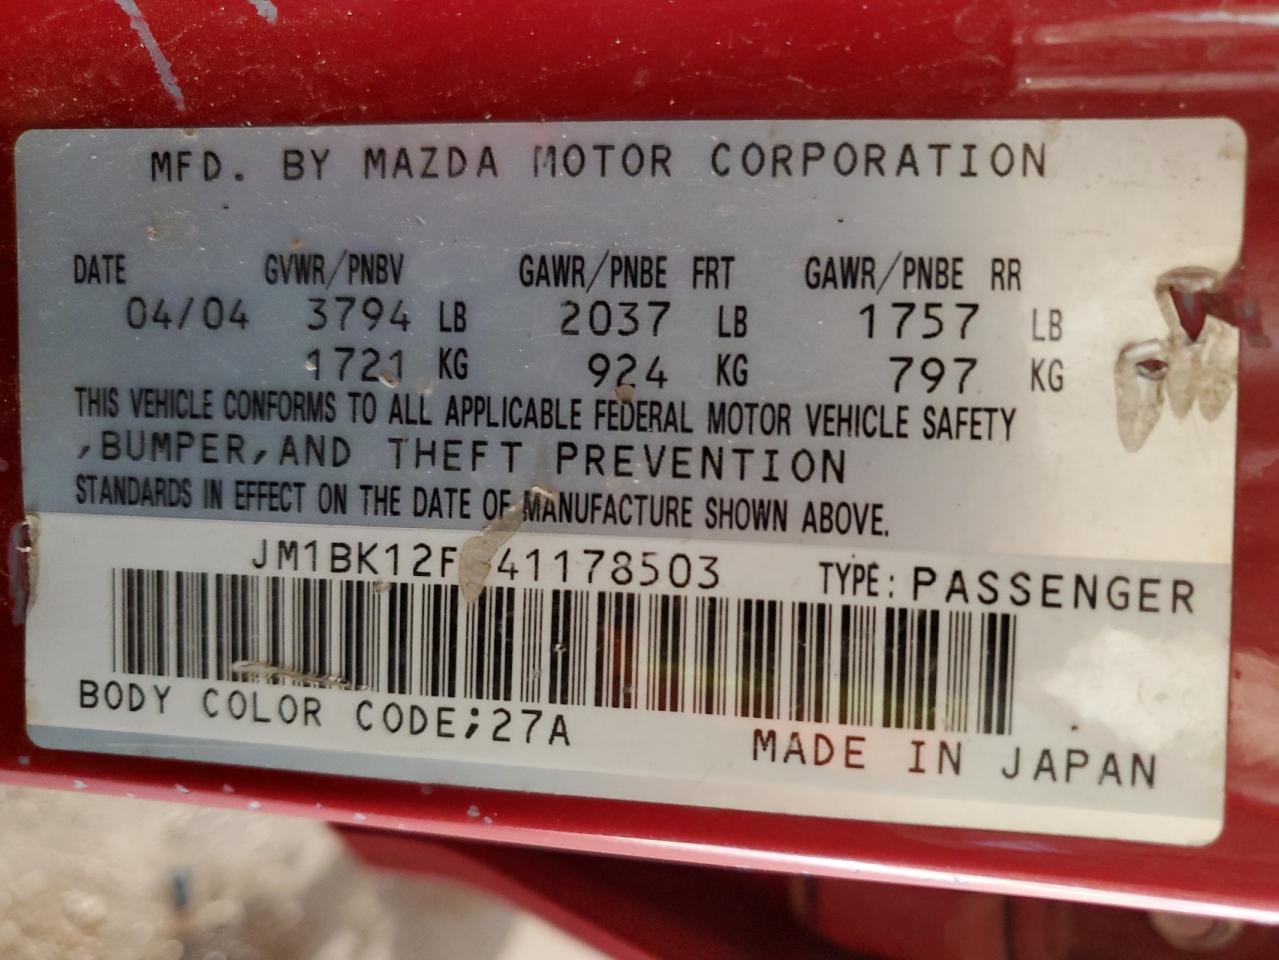 MFD. BY MAZDA MOTOR CORPORATION
DATE GVWR/PNBV GAWR/PNBE FRT GAWR/PNBE RR
04/04 3794 LB 2037 LB 1757 LB
1721 KG 924 KG 797 KG
THIS VEHICLE CONFORMS TO ALL APPLICABLE FEDERAL MOTOR VEHICLE SAFETY
,BUMPER,AND THEFT PREVENTION
STANDARDS IN EFFECT ON THE DATE OF MANUFACTURE SHOWN ABOVE.
JM1BK12F 41178503 TYPE: PASSENGER
BODY COLOR CODE;27A
MADE IN JAPAN